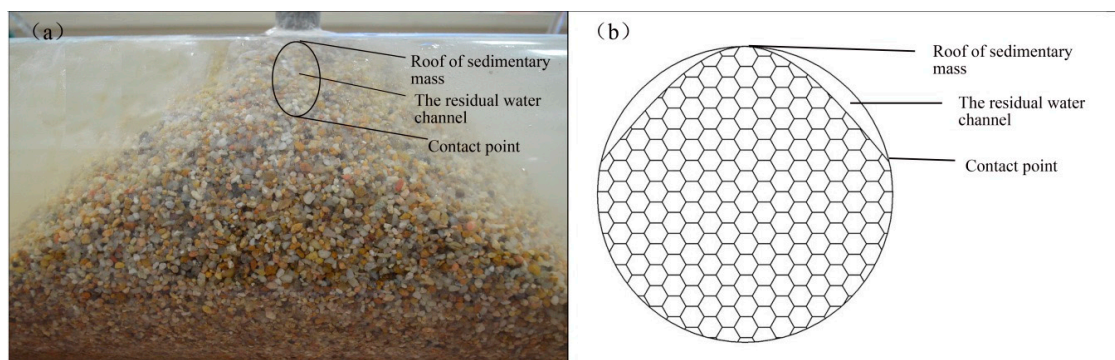 (a)
Roof of sedimentary
mass
The residual water
channel
Contact point
(b)
Roof of sedimentary
mass
The residual water
channel
Contact point